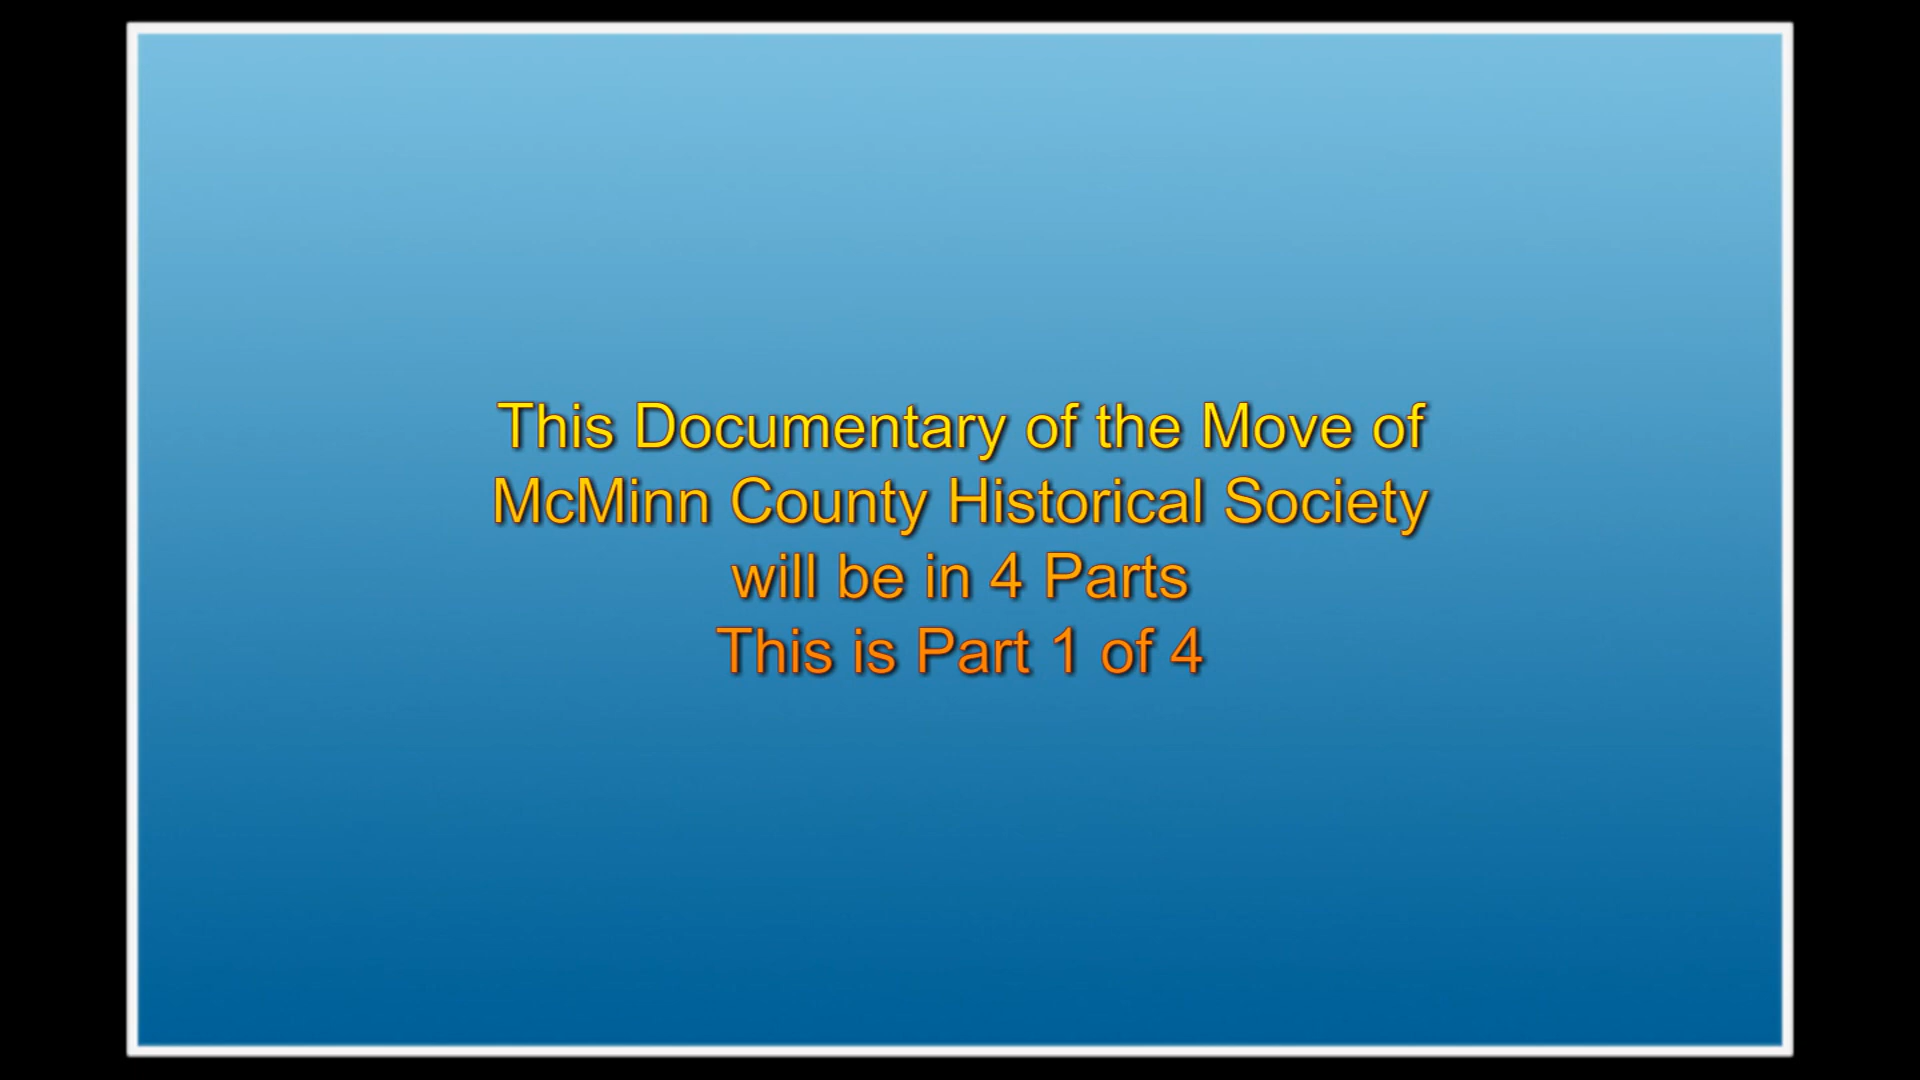 This Documentary of the Move of
McMinn County Historical Society
will be in 4 Parts
This is Part 1 of 4